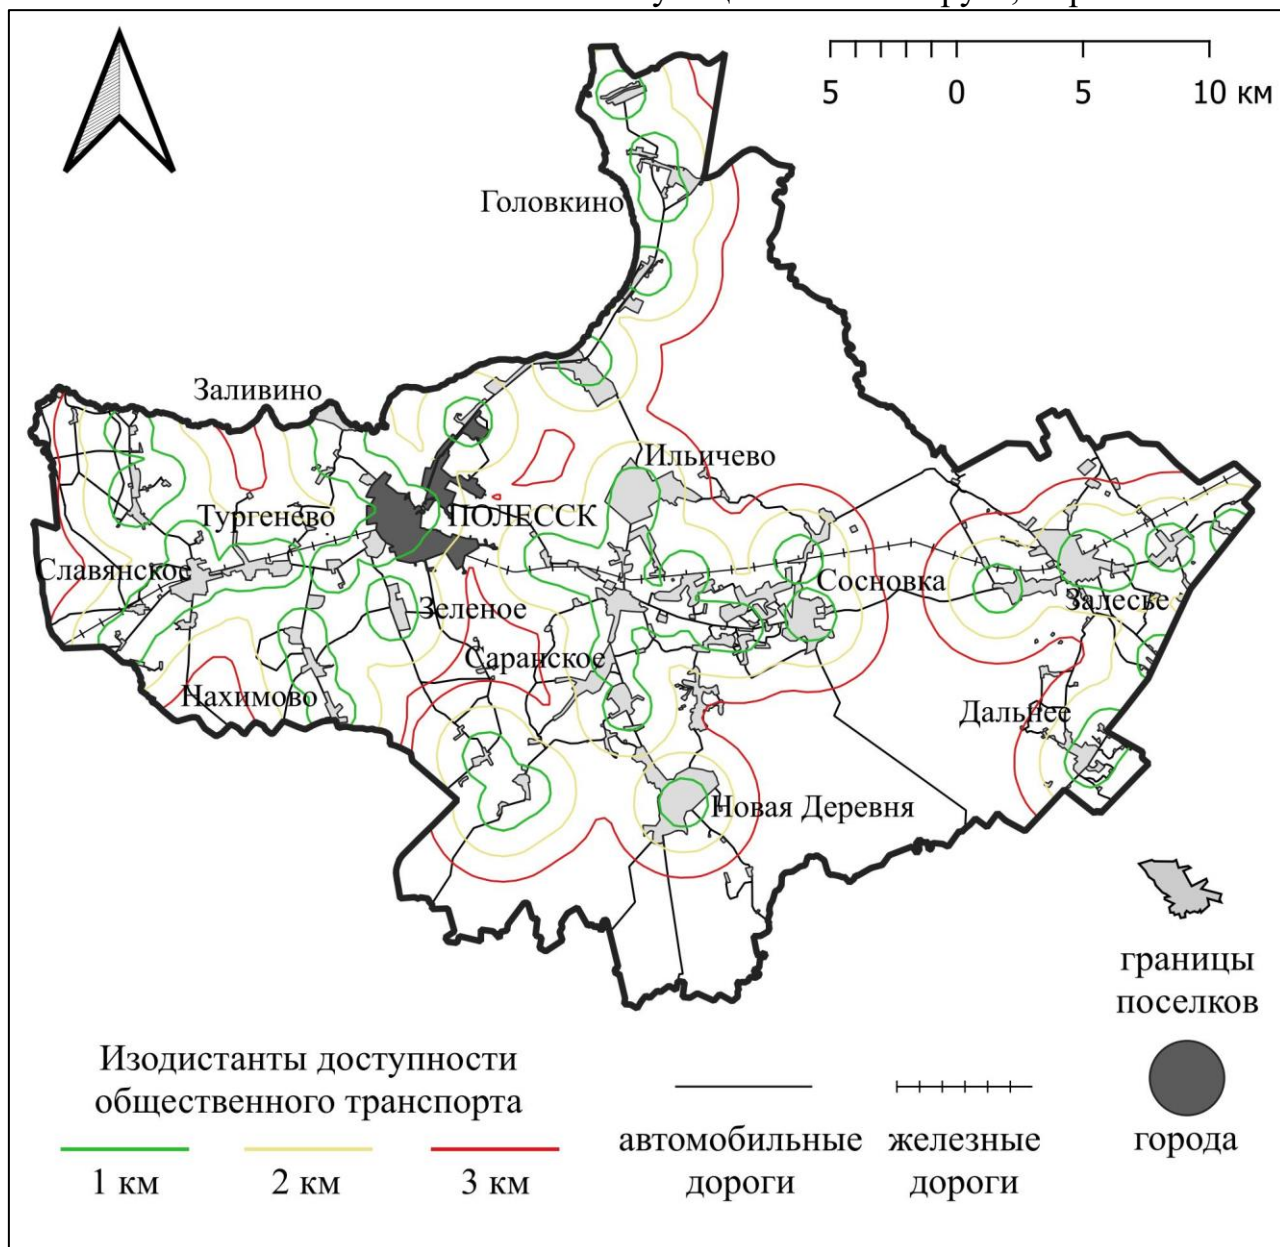 5 0 5 10 км
Головкино
Заливино
Ильичево
Тургенево
ПОЛЕССК
Славянское
Сосновка
Залесье
Зеленое
Саранское
Нахимово
Дальнее
Новая Деревня
границы
поселков
Изодистанты доступности
общественного транспорта
1 км
2 км
3 км
автомобильные
дороги
железные
дороги
города